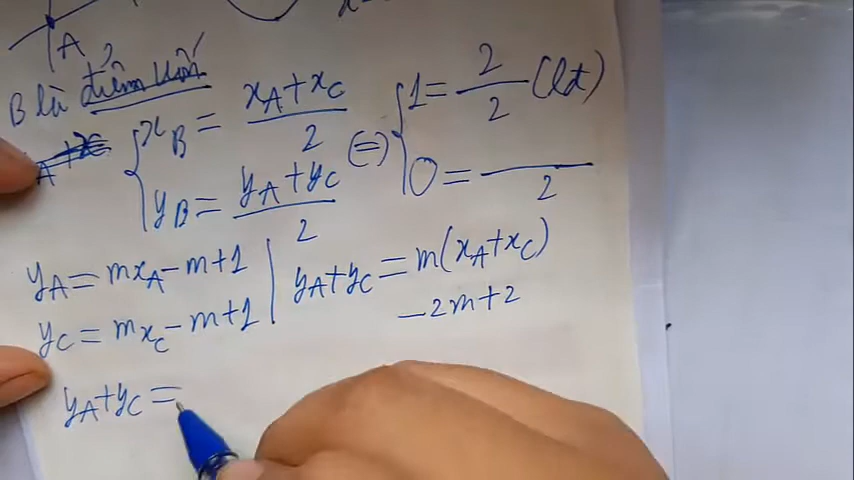 A
B là điểm uốn
x_B = (x_A + x_C)/2 (=) 1 = 2/2 (lđ)
y_B = (y_A + y_C)/2 0 = /2
y_A = mx_A - m + 1 | y_A + y_C = m(x_A + x_C)
y_C = mx_C - m + 1 | - 2m + 2
y_A + y_C =